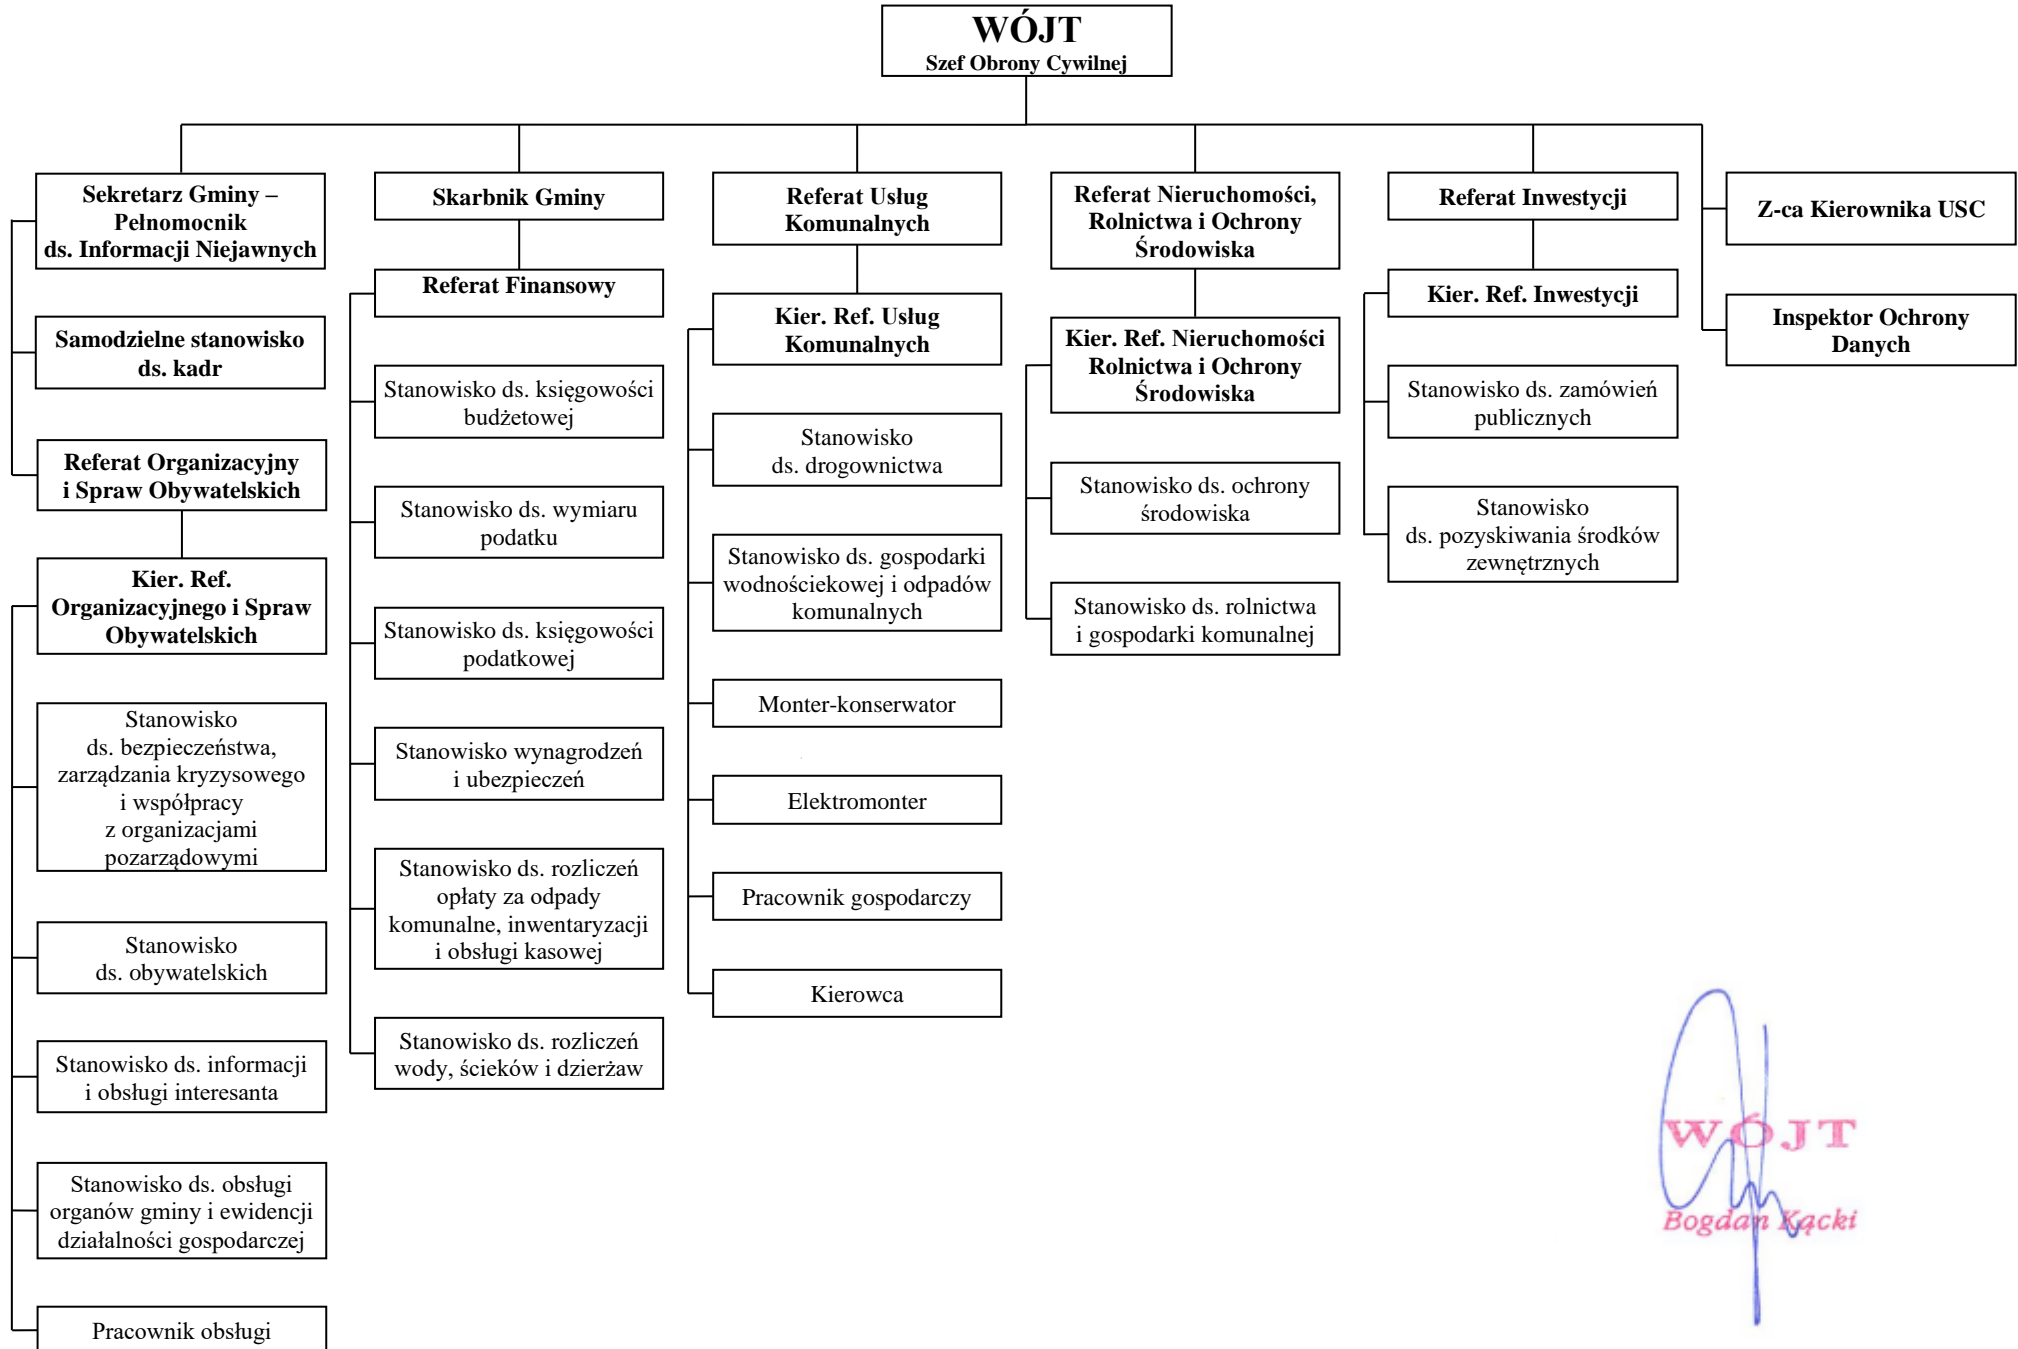 WÓJT
Szef Obrony Cywilnej
Sekretarz Gminy –
Pełnomocnik
ds. Informacji Niejawnych
Samodzielne stanowisko
ds. kadr
Referat Organizacyjny
i Spraw Obywatelskich
Kier. Ref.
Organizacyjnego i Spraw
Obywatelskich
Stanowisko
ds. bezpieczeństwa,
zarządzania kryzysowego
i współpracy
z organizacjami
pozarządowymi
Stanowisko
ds. obywatelskich
Stanowisko ds. informacji
i obsługi interesanta
Stanowisko ds. obsługi
organów gminy i ewidencji
działalności gospodarczej
Pracownik obsługi
Skarbnik Gminy
Referat Finansowy
Stanowisko ds. księgowości
budżetowej
Stanowisko ds. wymiaru
podatku
Stanowisko ds. księgowości
podatkowej
Stanowisko wynagrodzeń
i ubezpieczeń
Stanowisko ds. rozliczeń
opłaty za odpady
komunalne, inwentaryzacji
i obsługi kasowej
Stanowisko ds. rozliczeń
wody, ścieków i dzierżaw
Referat Usług
Komunalnych
Kier. Ref. Usług
Komunalnych
Stanowisko
ds. drogownictwa
Stanowisko ds. gospodarki
wodnościekowej i odpadów
komunalnych
Monter-konserwator
Elektromonter
Pracownik gospodarczy
Kierowca
Referat Nieruchomości,
Rolnictwa i Ochrony
Środowiska
Kier. Ref. Nieruchomości
Rolnictwa i Ochrony
Środowiska
Stanowisko ds. ochrony
środowiska
Stanowisko ds. rolnictwa
i gospodarki komunalnej
Referat Inwestycji
Kier. Ref. Inwestycji
Stanowisko ds. zamówień
publicznych
Stanowisko
ds. pozyskiwania środków
zewnętrznych
Z-ca Kierownika USC
Inspektor Ochrony
Danych
WÓJT
Bogdan Kącki